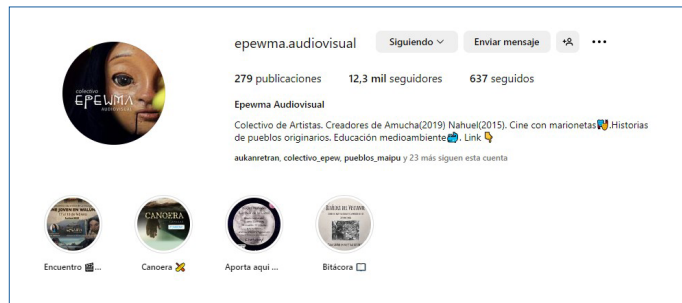 epewma.audiovisual Siguiendo Enviar mensaje
279 publicaciones 12,3 mil seguidores 637 seguidos
colectivo
EPEWMA
AUDIOVISUAL
Epewma Audiovisual
Colectivo de Artistas. Creadores de Amucha(2019) Nahuel(2015). Cine con marionetas.Historias
de pueblos originarios. Educación medioambiente. Link
aukanretran, colectivo_epew, pueblos_maipu y 23 más siguen esta cuenta
CANOERA
Encuentro ...
Canoera
Aporta aqui ...
Bitácora